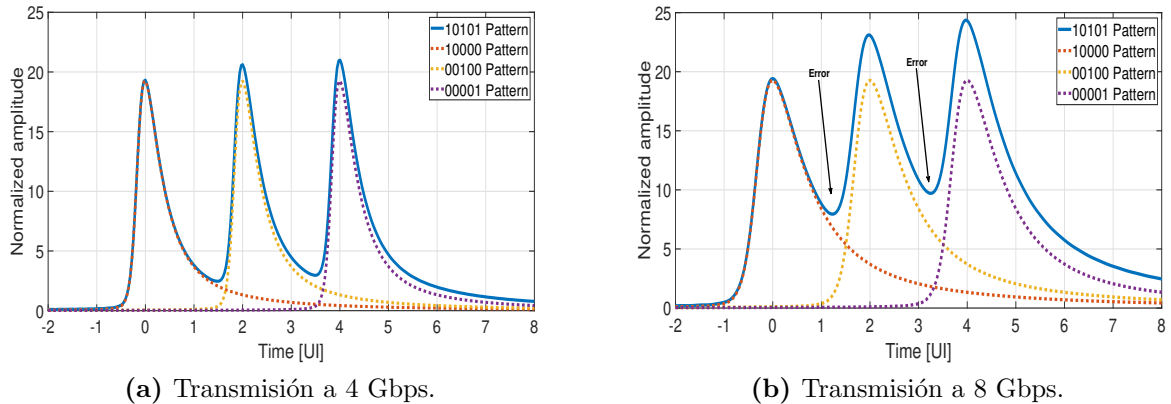 25
20
15
10
5
0
Normalized amplitude
10101 Pattern
10000 Pattern
00100 Pattern
00001 Pattern
-2 -1 0 1 2 3 4 5 6 7 8
Time [UI]
(a) Transmisión a 4 Gbps.
25
20
15
10
5
0
Normalized amplitude
Error
Error
10101 Pattern
10000 Pattern
00100 Pattern
00001 Pattern
-2 -1 0 1 2 3 4 5 6 7 8
Time [UI]
(b) Transmisión a 8 Gbps.